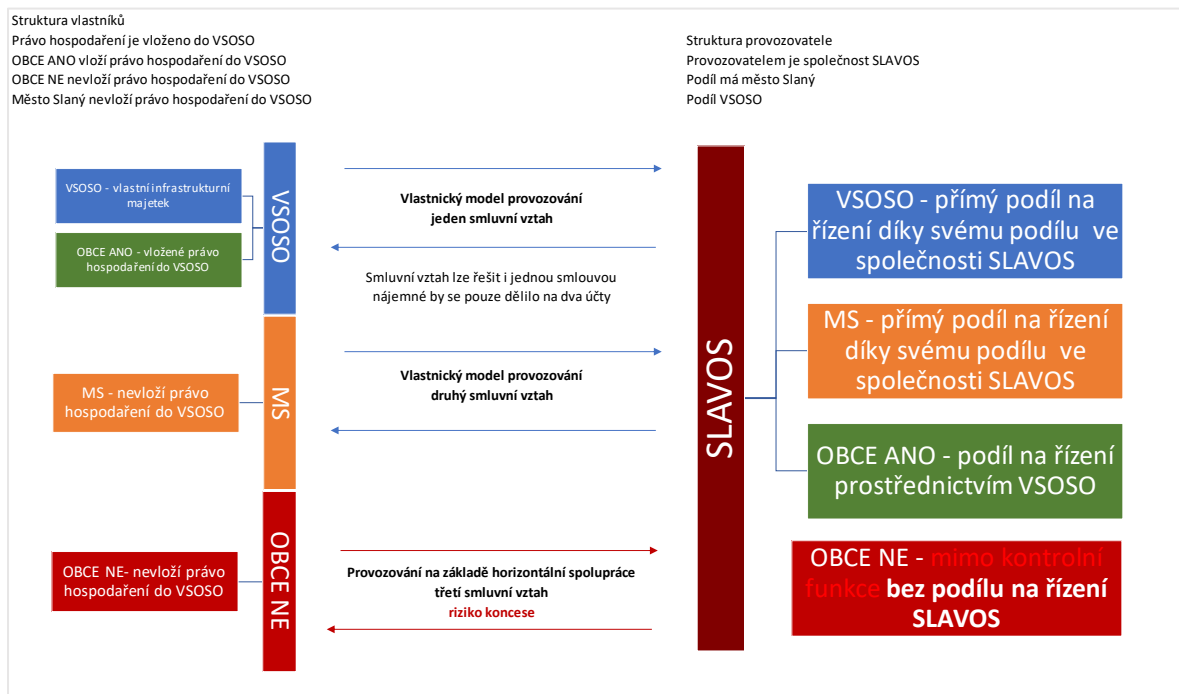 Struktura vlastníků
Právo hospodaření je vloženo do VSOSO
OBCE ANO vloží právo hospodaření do VSOSO
OBCE NE nevloží právo hospodaření do VSOSO
Město Slaný nevloží právo hospodaření do VSOSO
Struktura provozovatele
Provozovatelem je společnost SLAVOS
Podíl má město Slaný
Podíl VSOSO
VSOSO - vlastní infrastrukturní
majetek
OBCE ANO - vložené právo
hospodaření do VSOSO
VSOSO
Vlastnický model provozování
jeden smluvní vztah
Smluvní vztah lze řešit i jednou smlouvou
nájemné by se pouze dělilo na dva účty
MS - nevloží právo
hospodaření do VSOSO
MS
Vlastnický model provozování
druhý smluvní vztah
OBCE NE- nevloží právo
hospodaření do VSOSO
OBCE NE
Provozování na základě horizontální spolupráce
třetí smluvní vztah
riziko koncese
SLAVOS
VSOSO - přímý podíl na
řízení díky svému podílu ve
společnosti SLAVOS
MS - přímý podíl na řízení
díky svému podílu ve
společnosti SLAVOS
OBCE ANO - podíl na řízení
prostřednictvím VSOSO
OBCE NE - mimo kontrolní
funkce bez podílu na řízení
SLAVOS